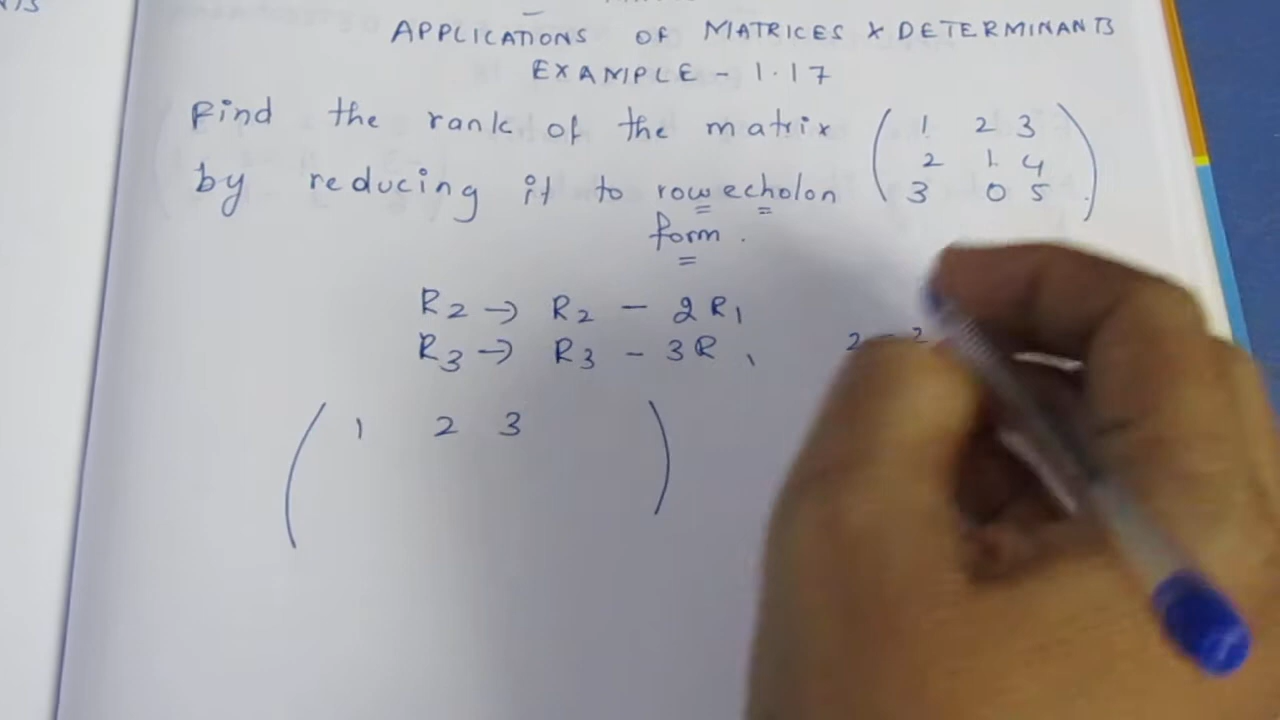 APPLICATIONS OF MATRICES & DETERMINANTS
EXAMPLE - 1.17
Find the rank of the matrix ( 1 2 3
2 1 4
3 0 5 )
by reducing it to row echolon
form.
R2 → R2 - 2R1
R3 → R3 - 3R1
2 - 2
( 1 2 3 )